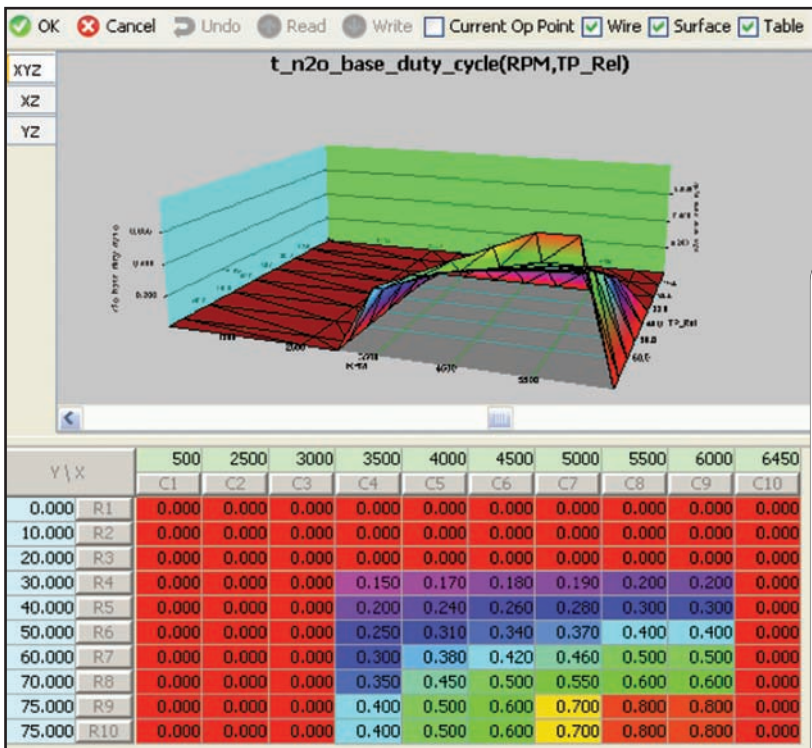 OK Cancel Undo Read Write Current Op Point Wire Surface Table
XYZ
XZ
YZ
t_n2o_base_duty_cycle(RPM,TP_Rel)
TP_Rel
60.0
Y \ X 500 2500 3000 3500 4000 4500 5000 5500 6000 6450
C1 C2 C3 C4 C5 C6 C7 C8 C9 C10
0.000 R1 0.000 0.000 0.000 0.000 0.000 0.000 0.000 0.000 0.000 0.000
10.000 R2 0.000 0.000 0.000 0.000 0.000 0.000 0.000 0.000 0.000 0.000
20.000 R3 0.000 0.000 0.000 0.000 0.000 0.000 0.000 0.000 0.000 0.000
30.000 R4 0.000 0.000 0.000 0.150 0.170 0.180 0.190 0.200 0.200 0.000
40.000 R5 0.000 0.000 0.000 0.200 0.240 0.260 0.280 0.300 0.300 0.000
50.000 R6 0.000 0.000 0.000 0.250 0.310 0.340 0.370 0.400 0.400 0.000
60.000 R7 0.000 0.000 0.000 0.300 0.380 0.420 0.460 0.500 0.500 0.000
70.000 R8 0.000 0.000 0.000 0.350 0.450 0.500 0.550 0.600 0.600 0.000
75.000 R9 0.000 0.000 0.000 0.400 0.500 0.600 0.700 0.800 0.800 0.000
75.000 R10 0.000 0.000 0.000 0.400 0.500 0.600 0.700 0.800 0.800 0.000